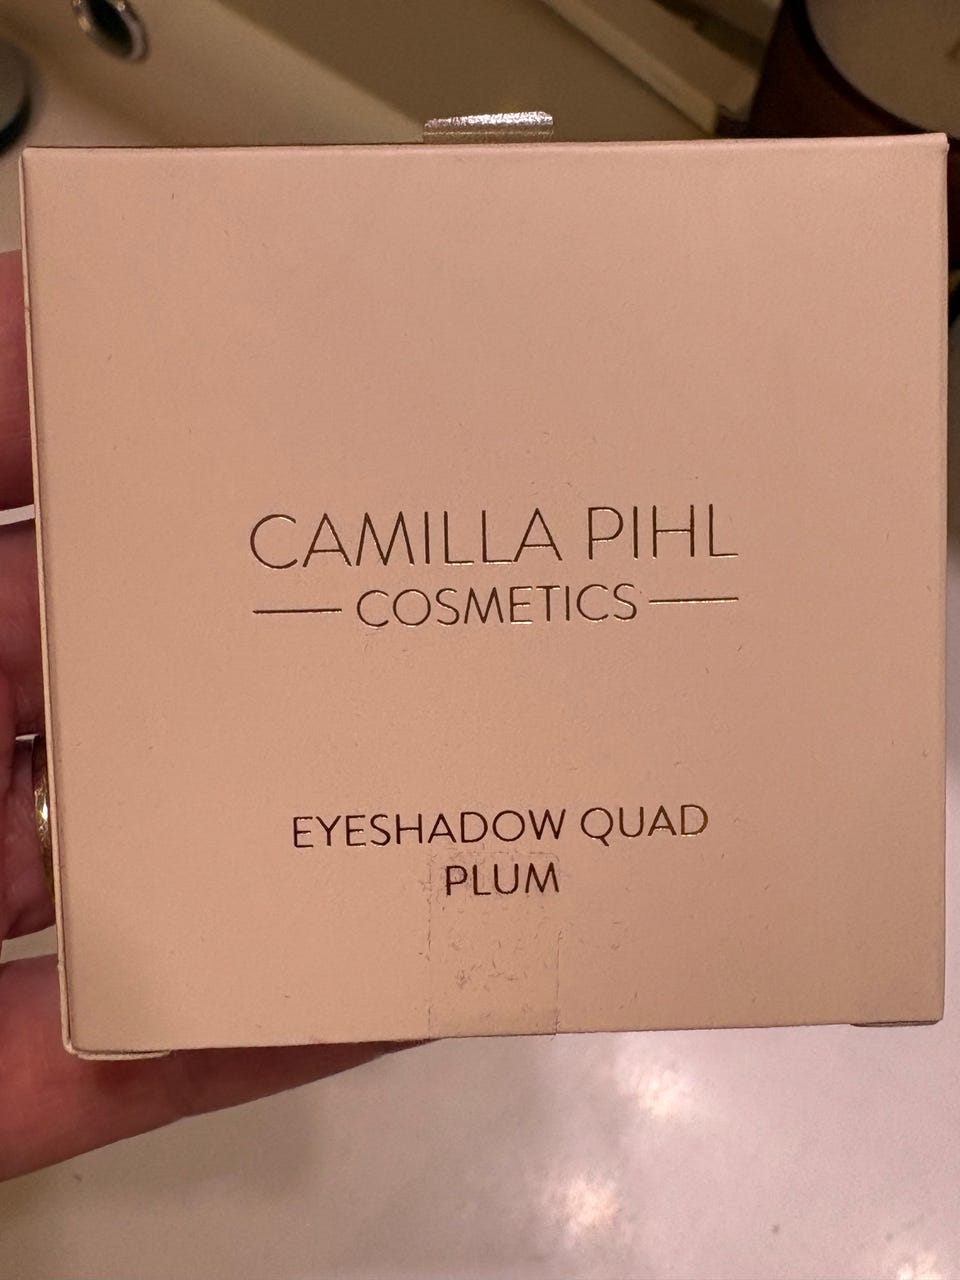 CAMILLA PIHL
COSMETICS
EYESHADOW QUAD
PLUM